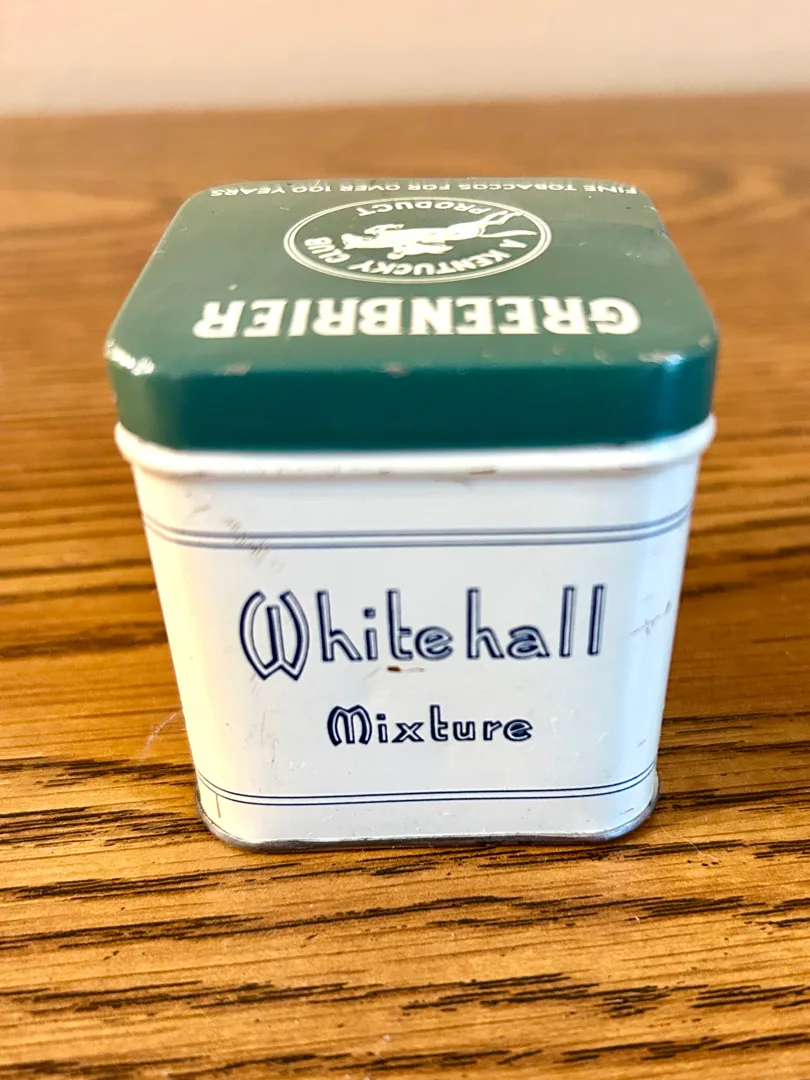 FINE TOBACCOS FOR OVER 100 YEARS
A KENTUCKY CLUB
PRODUCT
GREENBRIER
Whitehall
Mixture